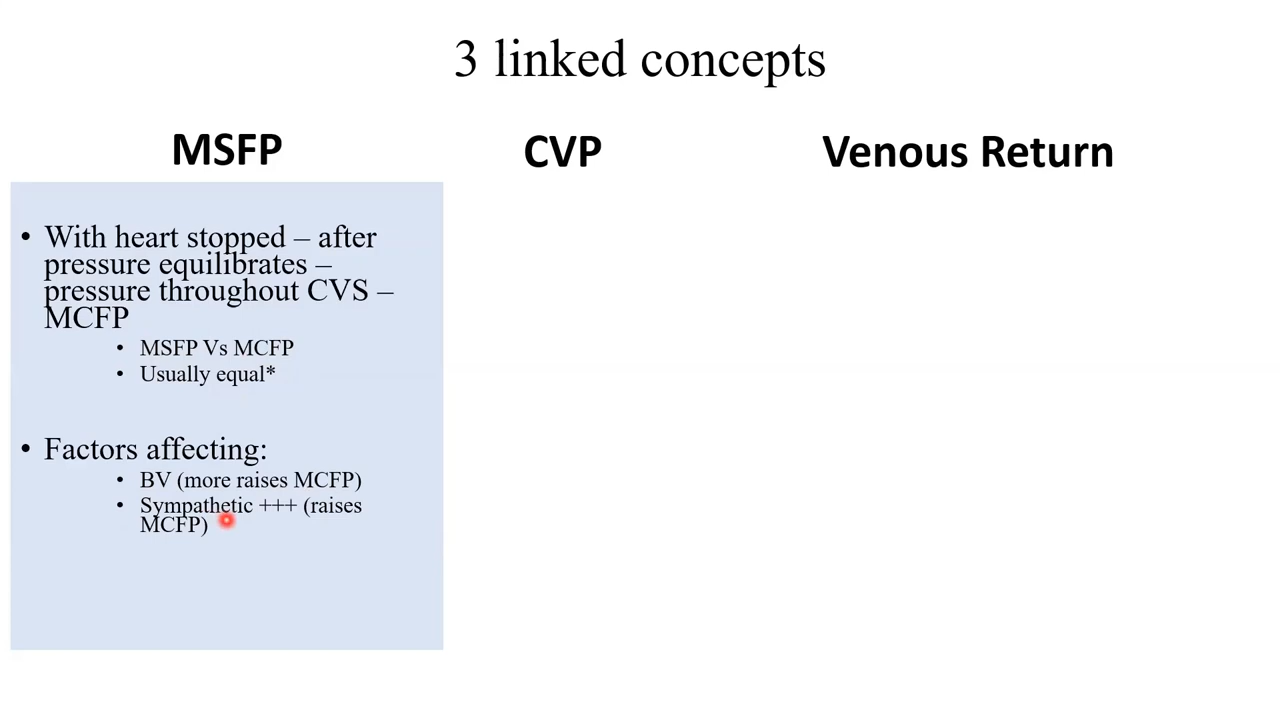 3 linked concepts
MSFP
CVP
Venous Return
• With heart stopped – after
pressure equilibrates –
pressure throughout CVS –
MCFP
• MSFP Vs MCFP
• Usually equal*
• Factors affecting:
• BV (more raises MCFP)
• Sympathetic +++ (raises
MCFP)